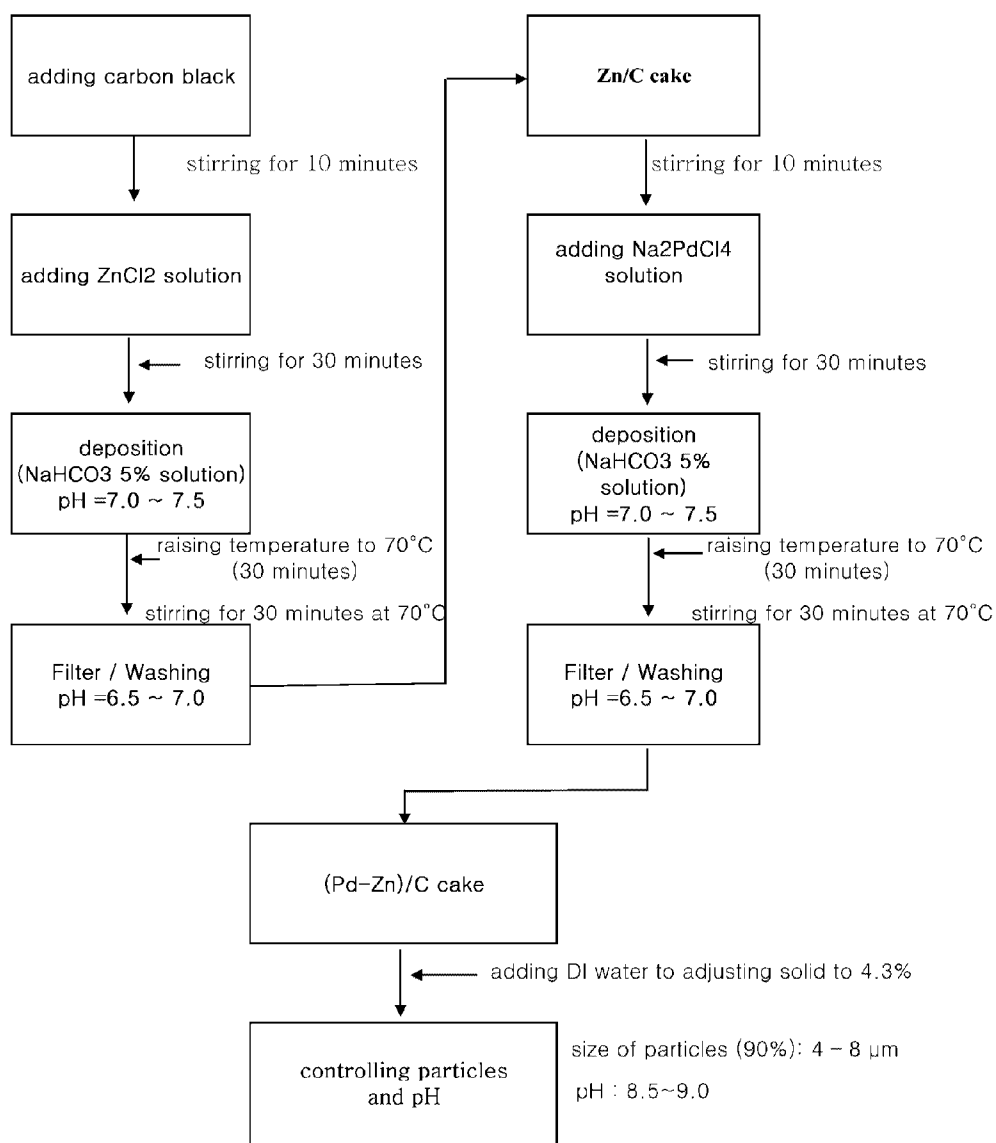 adding carbon black
stirring for 10 minutes
adding ZnCl2 solution
stirring for 30 minutes
deposition
(NaHCO3 5% solution)
pH =7.0 ~ 7.5
raising temperature to 70°C
(30 minutes)
stirring for 30 minutes at 70°C
Filter / Washing
pH =6.5 ~ 7.0
Zn/C cake
stirring for 10 minutes
adding Na2PdCl4
solution
stirring for 30 minutes
deposition
(NaHCO3 5%
solution)
pH =7.0 ~ 7.5
raising temperature to 70°C
(30 minutes)
stirring for 30 minutes at 70°C
Filter / Washing
pH =6.5 ~ 7.0
(Pd-Zn)/C cake
adding DI water to adjusting solid to 4.3%
controlling particles
and pH
size of particles (90%): 4 - 8 μm
pH : 8.5~9.0